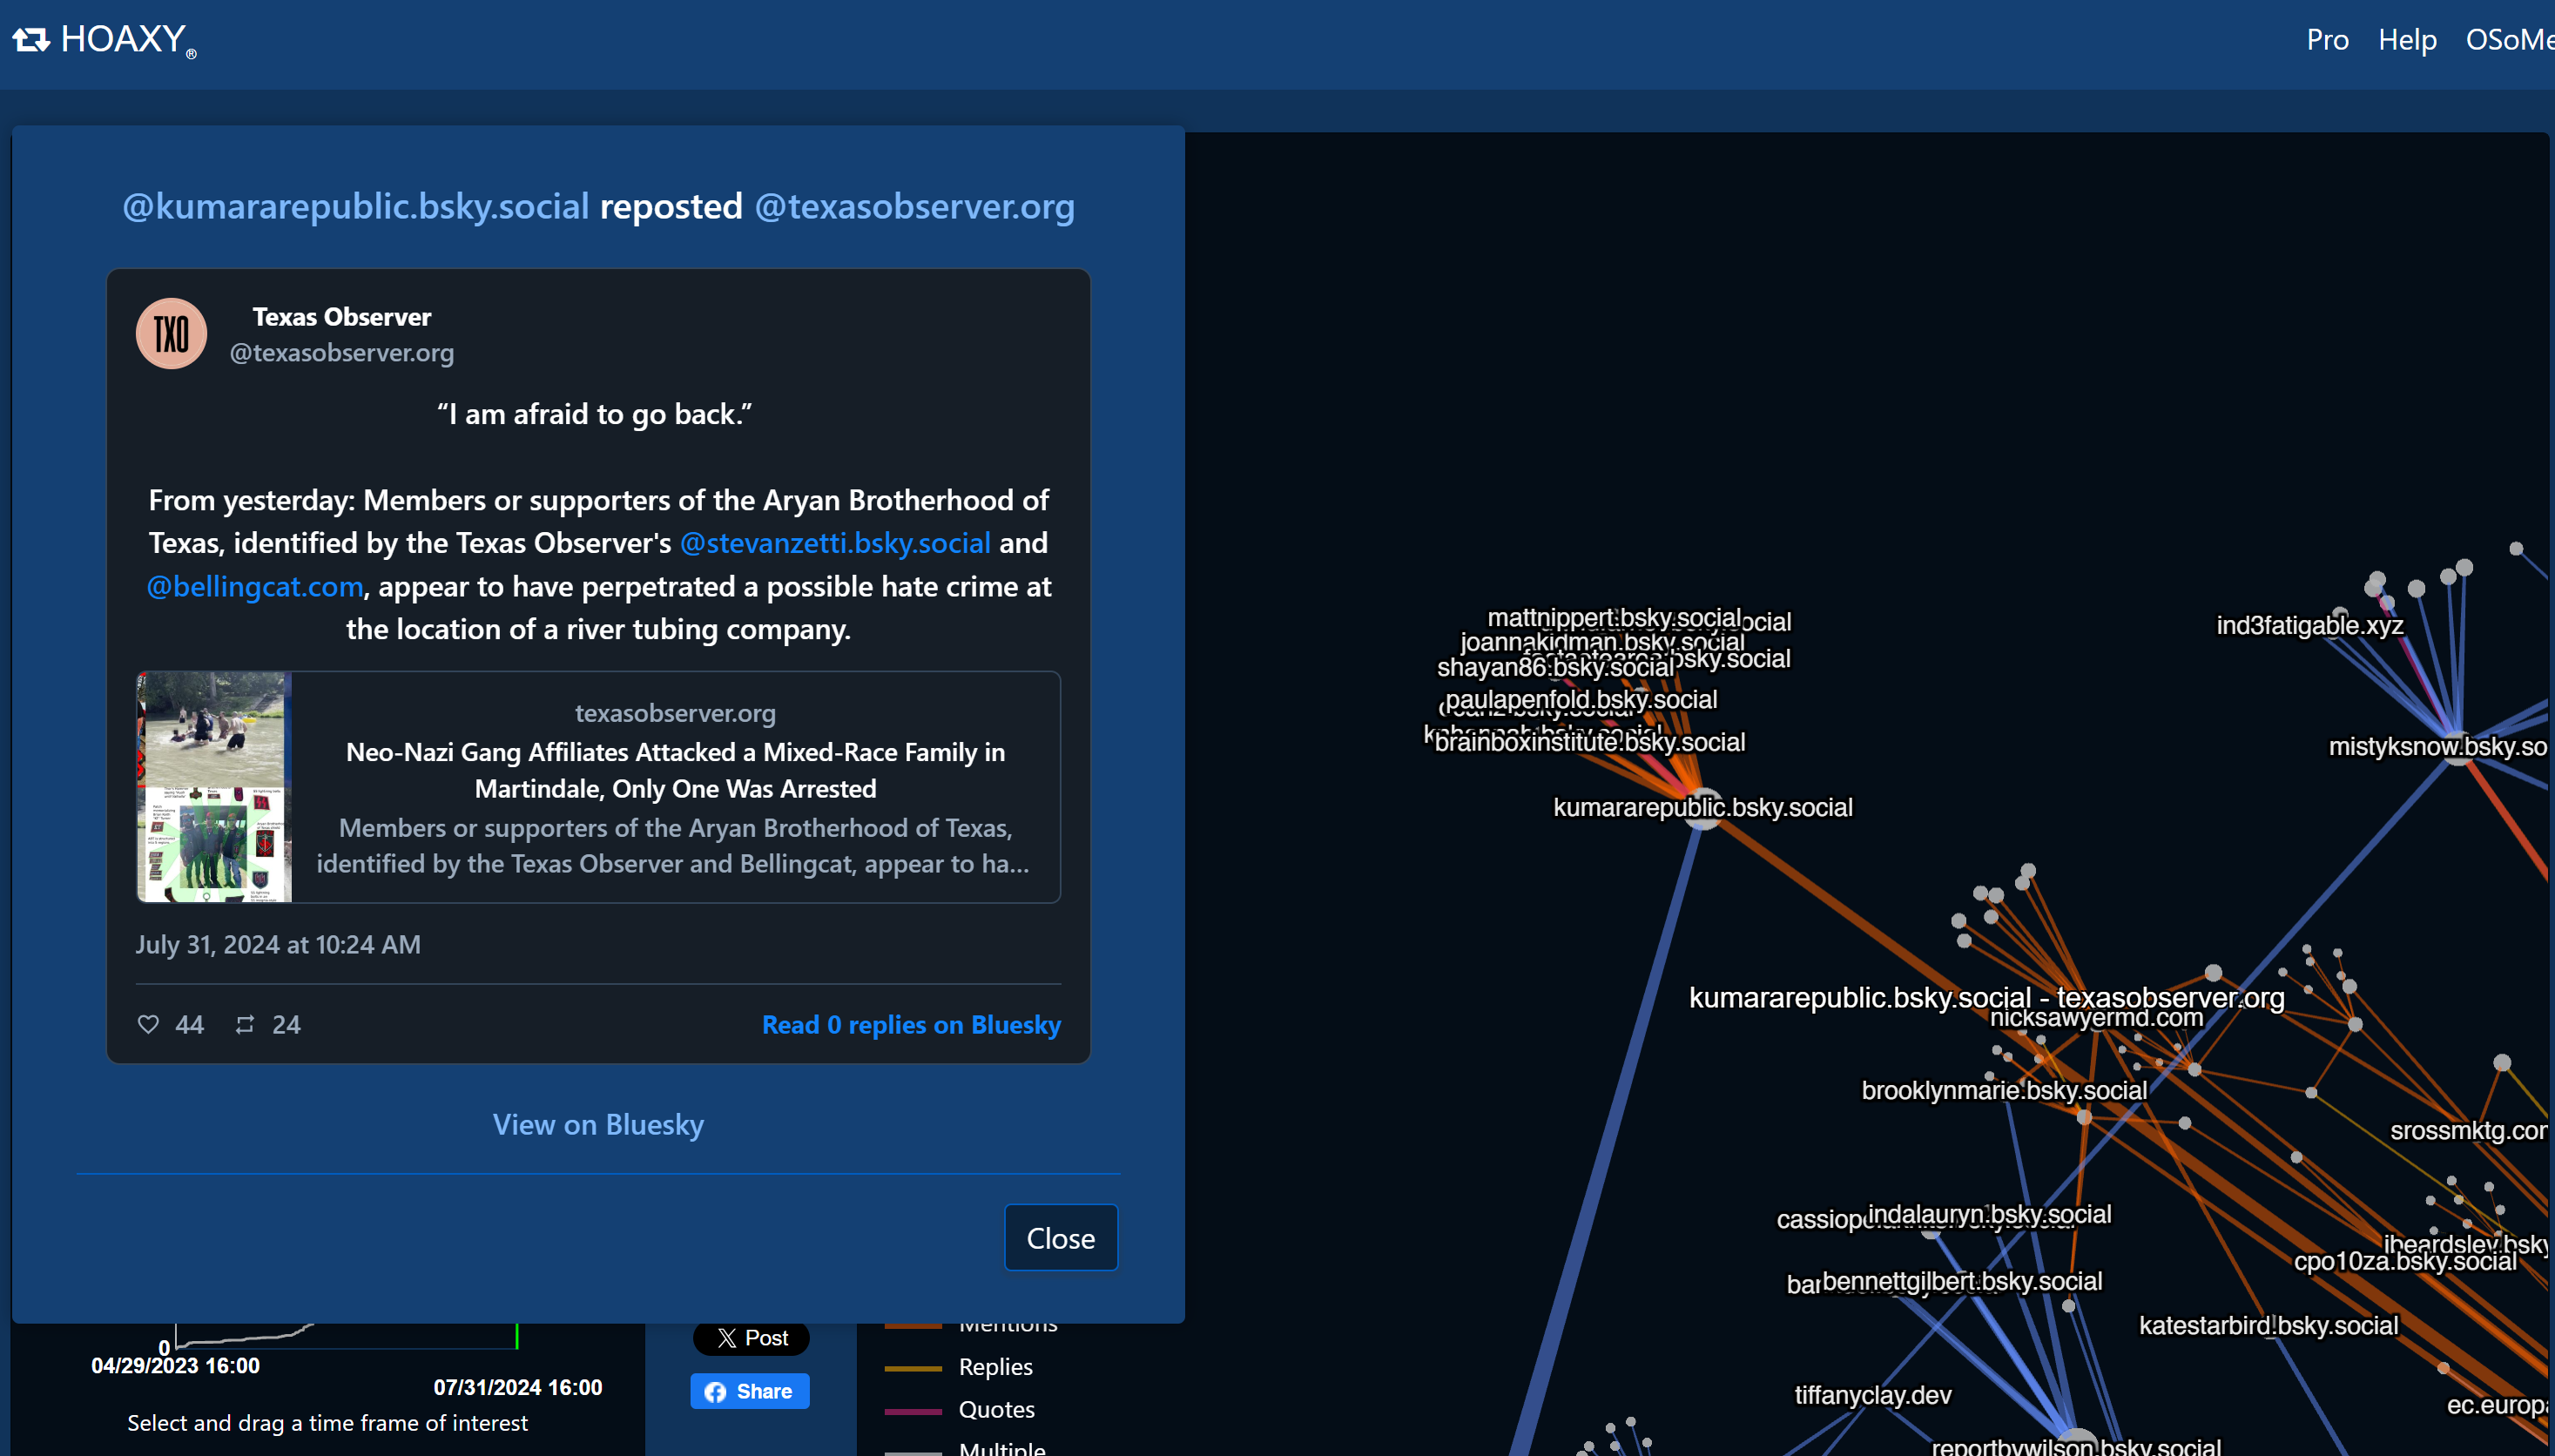 HOAXY®
Pro Help OSoMe
@kumararepublic.bsky.social reposted @texasobserver.org
TXO
Texas Observer
@texasobserver.org
“I am afraid to go back.”
From yesterday: Members or supporters of the Aryan Brotherhood of
Texas, identified by the Texas Observer's @stevanzetti.bsky.social and
@bellingcat.com, appear to have perpetrated a possible hate crime at
the location of a river tubing company.
texasobserver.org
Neo-Nazi Gang Affiliates Attacked a Mixed-Race Family in
Martindale, Only One Was Arrested
Members or supporters of the Aryan Brotherhood of Texas,
identified by the Texas Observer and Bellingcat, appear to ha...
July 31, 2024 at 10:24 AM
44 24 Read 0 replies on Bluesky
View on Bluesky
Close
0
04/29/2023 16:00
07/31/2024 16:00
Select and drag a time frame of interest
Post
Share
Mentions
Replies
Quotes
Multiple
mattnippert.bsky.social
joannakidman.bsky.social
shayan86.bsky.social
paulapenfold.bsky.social
brainboxinstitute.bsky.social
kumararepublic.bsky.social
ind3fatigable.xyz
mistyksnow.bsky.so
kumararepublic.bsky.social - texasobserver.org
nicksawyermd.com
brooklynmarie.bsky.social
srossmktg.com
indalauryn.bsky.social
bennettgilbert.bsky.social
jbeardsley.bsky
cpo10za.bsky.social
katestarbird.bsky.social
tiffanyclay.dev
ec.europa
reportbywilson.bsky.social